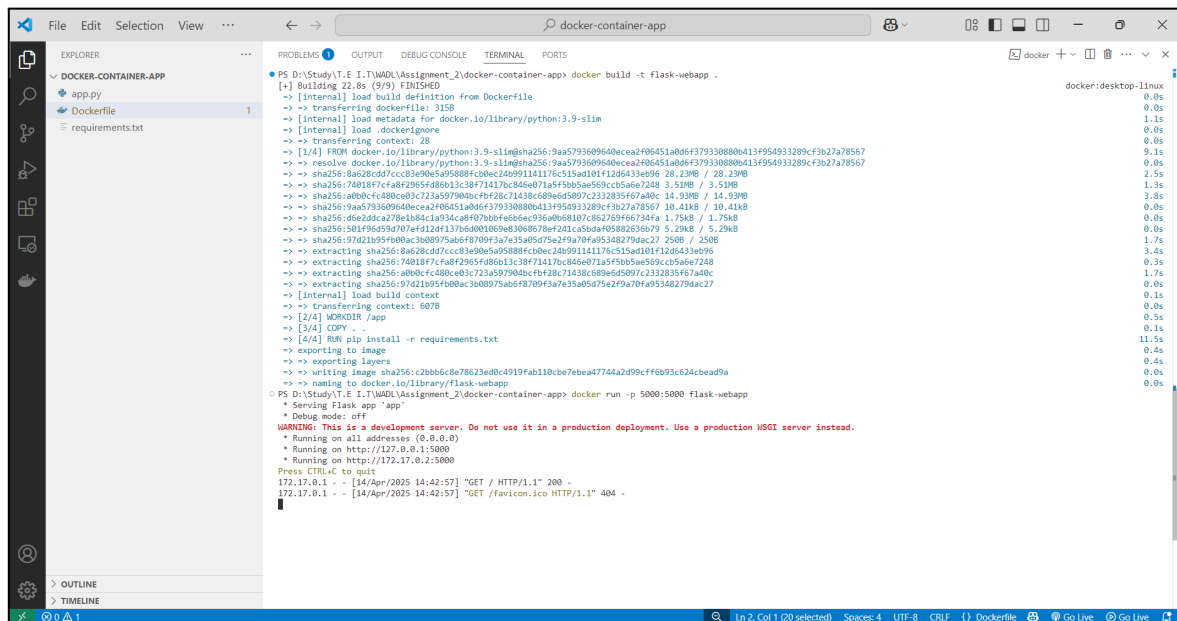 File Edit Selection View ··· docker-container-app
EXPLORER ···
DOCKER-CONTAINER-APP
app.py
Dockerfile 1
requirements.txt
OUTLINE
TIMELINE
PROBLEMS 1 OUTPUT DEBUG CONSOLE TERMINAL PORTS docker
PS D:\Study\T.E I.T\WADL\Assignment_2\docker-container-app> docker build -t flask-webapp .
[+] Building 22.8s (9/9) FINISHED docker:desktop-linux
=> [internal] load build definition from Dockerfile 0.0s
=> => transferring dockerfile: 315B 0.0s
=> [internal] load metadata for docker.io/library/python:3.9-slim 1.1s
=> [internal] load .dockerignore 0.0s
=> => transferring context: 2B 0.0s
=> [1/4] FROM docker.io/library/python:3.9-slim@sha256:9aa5793609640ecea2f06451a0d6f379330880b413f954933289cf3b27a78567 9.1s
=> => resolve docker.io/library/python:3.9-slim@sha256:9aa5793609640ecea2f06451a0d6f379330880b413f954933289cf3b27a78567 0.0s
=> => sha256:8a628cdd7ccc83e90e5a95888fcb0ec24b991141176c515ad101f12d6433eb96 28.23MB / 28.23MB 2.5s
=> => sha256:74018f7cfa8f2965fd86b13c38f71417bc846e071a5f5bb5ae569ccb5a6e7248 3.51MB / 3.51MB 1.3s
=> => sha256:a0b0cfc480ce03c723a597904bcfbf28c71438c689e6d5097c2332835f67a40c 14.93MB / 14.93MB 3.8s
=> => sha256:9aa5793609640ecea2f06451a0d6f379330880b413f954933289cf3b27a78567 10.41kB / 10.41kB 0.0s
=> => sha256:d6e2ddca278e1b84c1a934ca8f07bbbfe6b6ec936a0b68107c862769f66734fa 1.75kB / 1.75kB 0.0s
=> => sha256:501f96d59d707efd12df137b6d001069e83068678ef241ca5bdaf05882636b79 5.29kB / 5.29kB 0.0s
=> => sha256:97d21b95fb00ac3b08975ab6f8709f3a7e35a05d75e2f9a70fa95348279dac27 250B / 250B 1.7s
=> => extracting sha256:8a628cdd7ccc83e90e5a95888fcb0ec24b991141176c515ad101f12d6433eb96 3.4s
=> => extracting sha256:74018f7cfa8f2965fd86b13c38f71417bc846e071a5f5bb5ae569ccb5a6e7248 0.3s
=> => extracting sha256:a0b0cfc480ce03c723a597904bcfbf28c71438c689e6d5097c2332835f67a40c 1.7s
=> => extracting sha256:97d21b95fb00ac3b08975ab6f8709f3a7e35a05d75e2f9a70fa95348279dac27 0.0s
=> [internal] load build context 0.1s
=> => transferring context: 607B 0.0s
=> [2/4] WORKDIR /app 0.5s
=> [3/4] COPY . . 0.1s
=> [4/4] RUN pip install -r requirements.txt 11.5s
=> exporting to image 0.4s
=> => exporting layers 0.4s
=> => writing image sha256:c2bbb6c8e78623ed0c4919fab110cbe7ebea47744a2d99cff6b93c624cbead9a 0.0s
=> => naming to docker.io/library/flask-webapp 0.0s
PS D:\Study\T.E I.T\WADL\Assignment_2\docker-container-app> docker run -p 5000:5000 flask-webapp
* Serving Flask app 'app'
* Debug mode: off
WARNING: This is a development server. Do not use it in a production deployment. Use a production WSGI server instead.
* Running on all addresses (0.0.0.0)
* Running on http://127.0.0.1:5000
* Running on http://172.17.0.2:5000
Press CTRL+C to quit
172.17.0.1 - - [14/Apr/2025 14:42:57] "GET / HTTP/1.1" 200 -
172.17.0.1 - - [14/Apr/2025 14:42:57] "GET /favicon.ico HTTP/1.1" 404 -
0 1 Ln 2, Col 1 (20 selected) Spaces: 4 UTF-8 CRLF {} Dockerfile Go Live Go Live